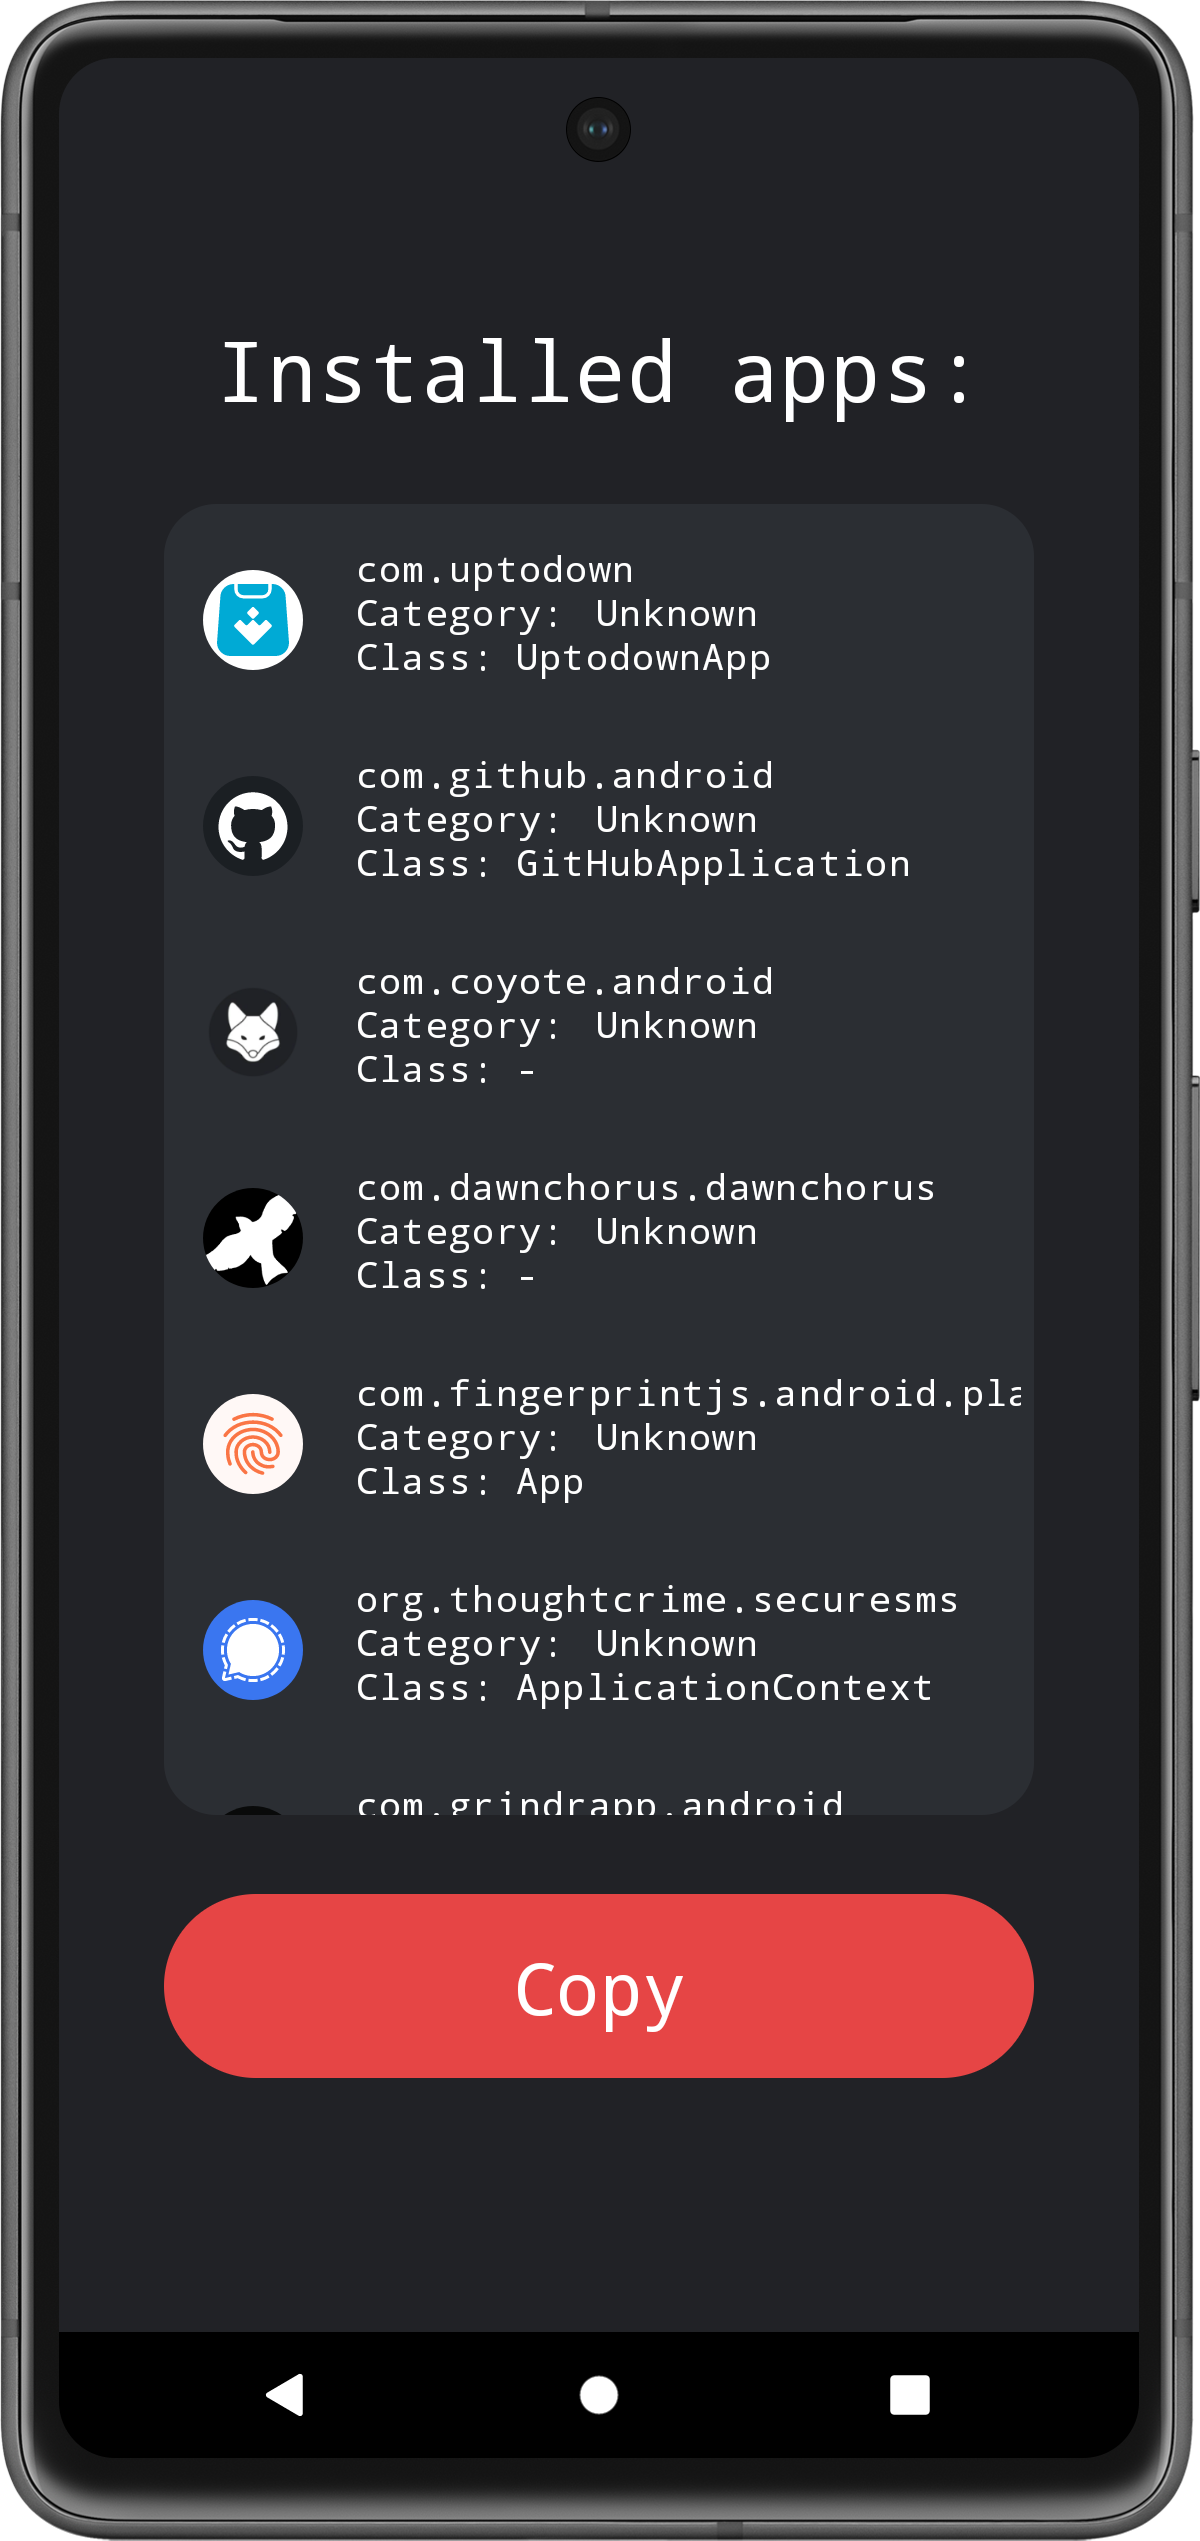 Installed apps:
com.uptodown
Category: Unknown
Class: UptodownApp
com.github.android
Category: Unknown
Class: GitHubApplication
com.coyote.android
Category: Unknown
Class: -
com.dawnchorus.dawnchorus
Category: Unknown
Class: -
com.fingerprintjs.android.pla
Category: Unknown
Class: App
org.thoughtcrime.securesms
Category: Unknown
Class: ApplicationContext
com.grindrapp.android
Copy